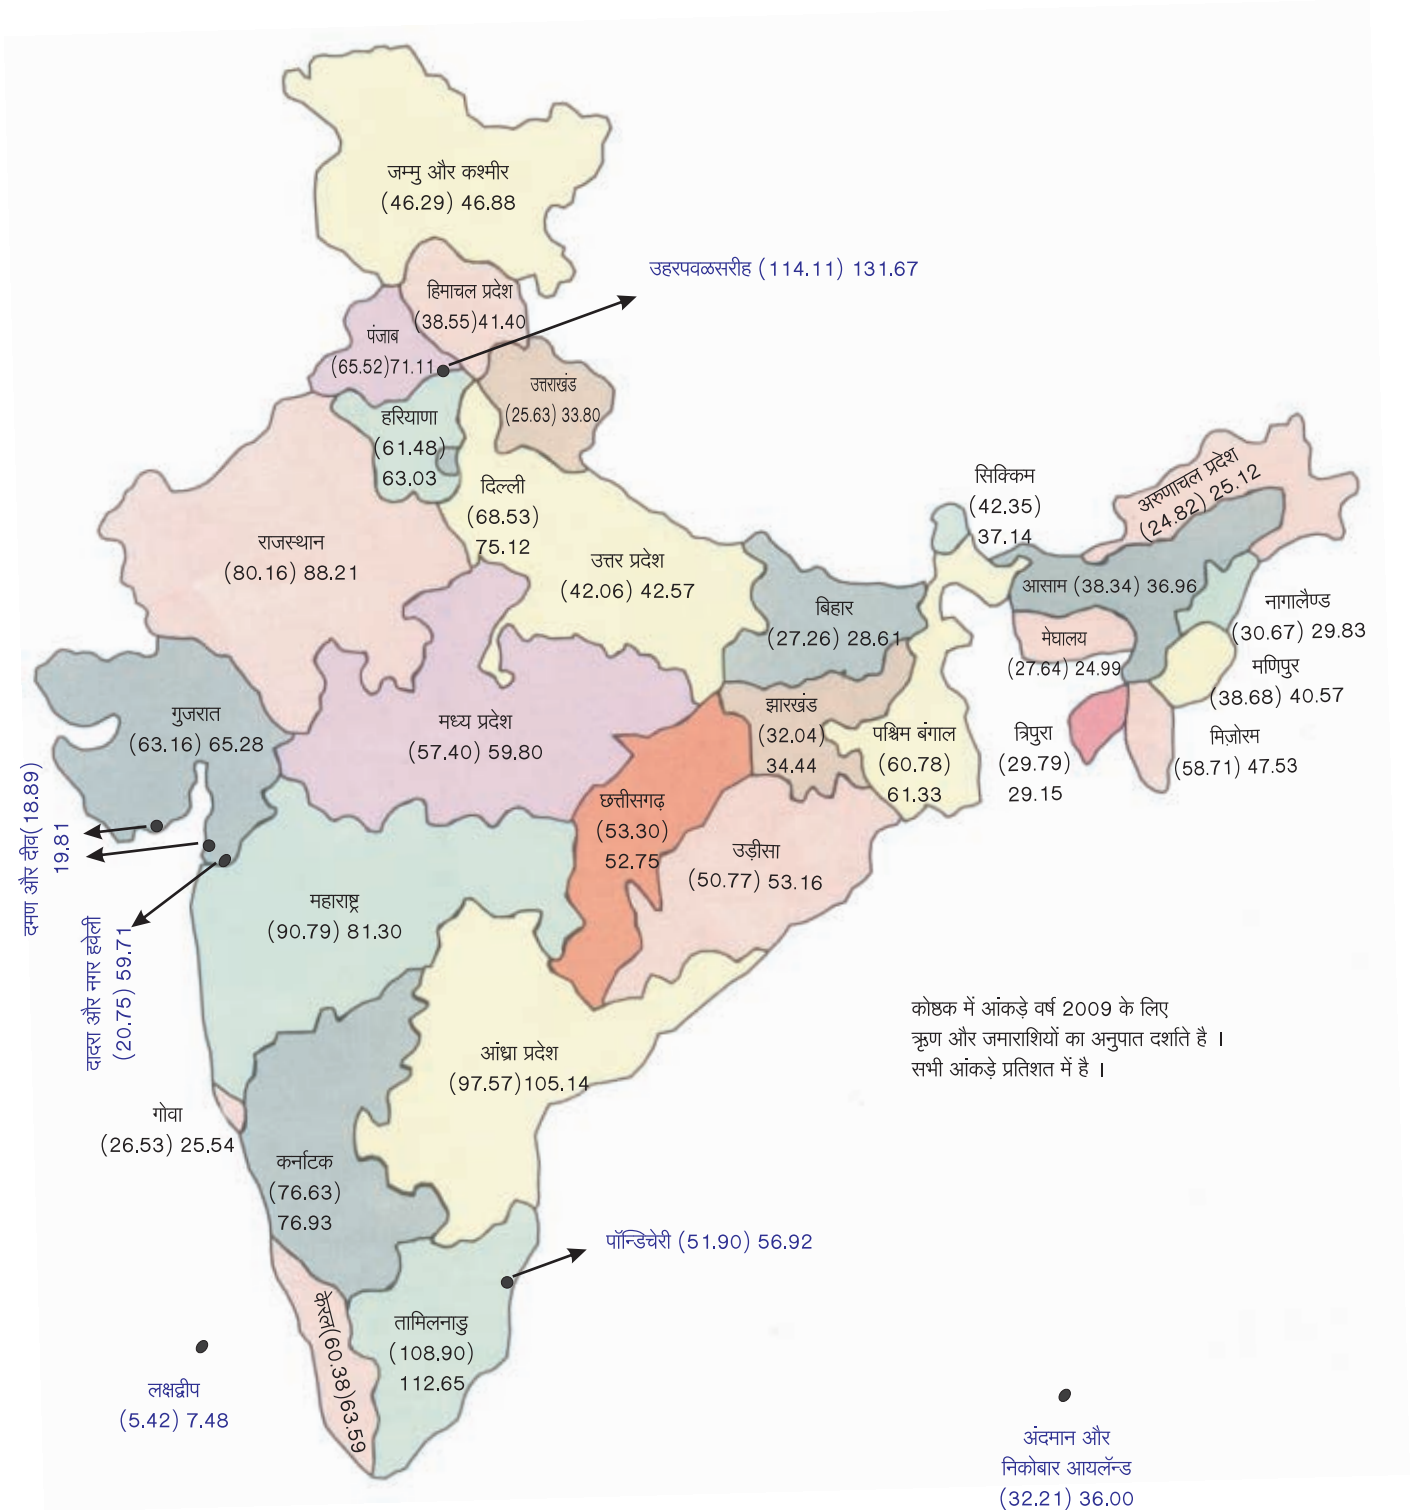 जम्मु और कश्मीर
(46.29) 46.88
उहरपवळसरीह (114.11) 131.67
हिमाचल प्रदेश
(38.55)41.40
पंजाब
(65.52)71.11
उत्तराखंड
(25.63) 33.80
हरियाणा
(61.48)
63.03
दिल्ली
(68.53)
75.12
सिक्किम
(42.35)
37.14
अरुणाचल प्रदेश
(24.82) 25.12
राजस्थान
(80.16) 88.21
उत्तर प्रदेश
(42.06) 42.57
बिहार
(27.26) 28.61
आसाम (38.34) 36.96
नागालैण्ड
(30.67) 29.83
मेघालय
(27.64) 24.99
मणिपुर
(38.68) 40.57
गुजरात
(63.16) 65.28
मध्य प्रदेश
(57.40) 59.80
झारखंड
(32.04)
34.44
पश्चिम बंगाल
(60.78)
61.33
त्रिपुरा
(29.79)
29.15
मिज़ोरम
(58.71) 47.53
दमण और दीव(18.89)
19.81
छत्तीसगढ़
(53.30)
52.75
उड़ीसा
(50.77) 53.16
महाराष्ट्र
(90.79) 81.30
दादरा और नगर हवेली
(20.75) 59.71
कोष्ठक में आंकड़े वर्ष 2009 के लिए
ऋण और जमाराशियों का अनुपात दर्शाते है ।
सभी आंकड़े प्रतिशत में है ।
आंध्रा प्रदेश
(97.57)105.14
गोवा
(26.53) 25.54
कर्नाटक
(76.63)
76.93
पॉन्डिचेरी (51.90) 56.92
कैरल(60.38)63.59
तामिलनाडु
(108.90)
112.65
लक्षद्वीप
(5.42) 7.48
अंदमान और
निकोबार आयलॅन्ड
(32.21) 36.00